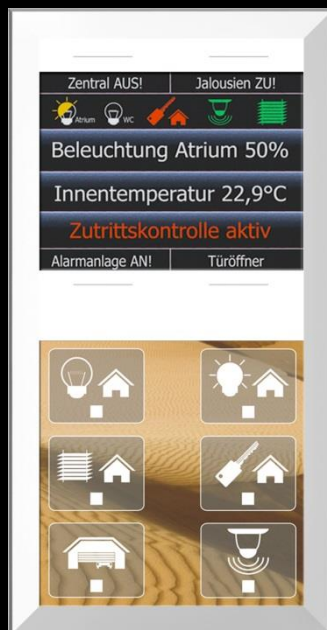 Zentral AUS! Jalousien ZU!
Atrium WC
Beleuchtung Atrium 50%
Innentemperatur 22,9°C
Zutrittskontrolle aktiv
Alarmanlage AN! Türöffner